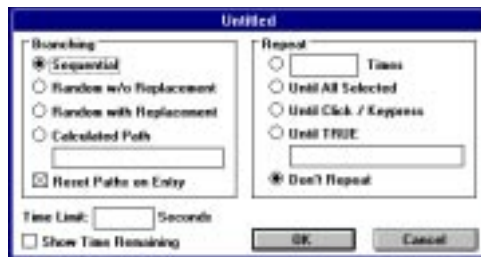 Untitled
Branching
Sequential
Random w/o Replacement
Random with Replacement
Calculated Path
Reset Paths on Entry
Repeat
Times
Until All Selected
Until Click / Keypress
Until TRUE
Don't Repeat
Time Limit: Seconds
Show Time Remaining
OK Cancel